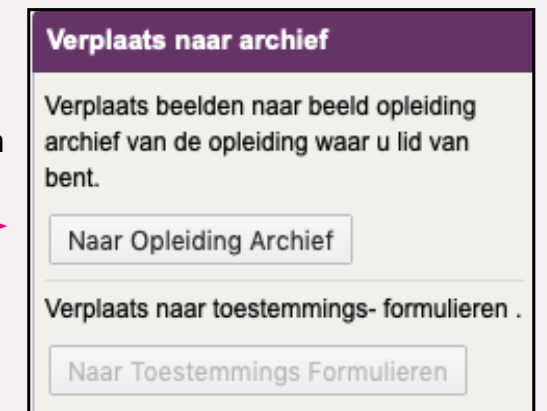 Verplaats naar archief
Verplaats beelden naar beeld opleiding
archief van de opleiding waar u lid van
bent.
Naar Opleiding Archief
Verplaats naar toestemmings- formulieren .
Naar Toestemmings Formulieren